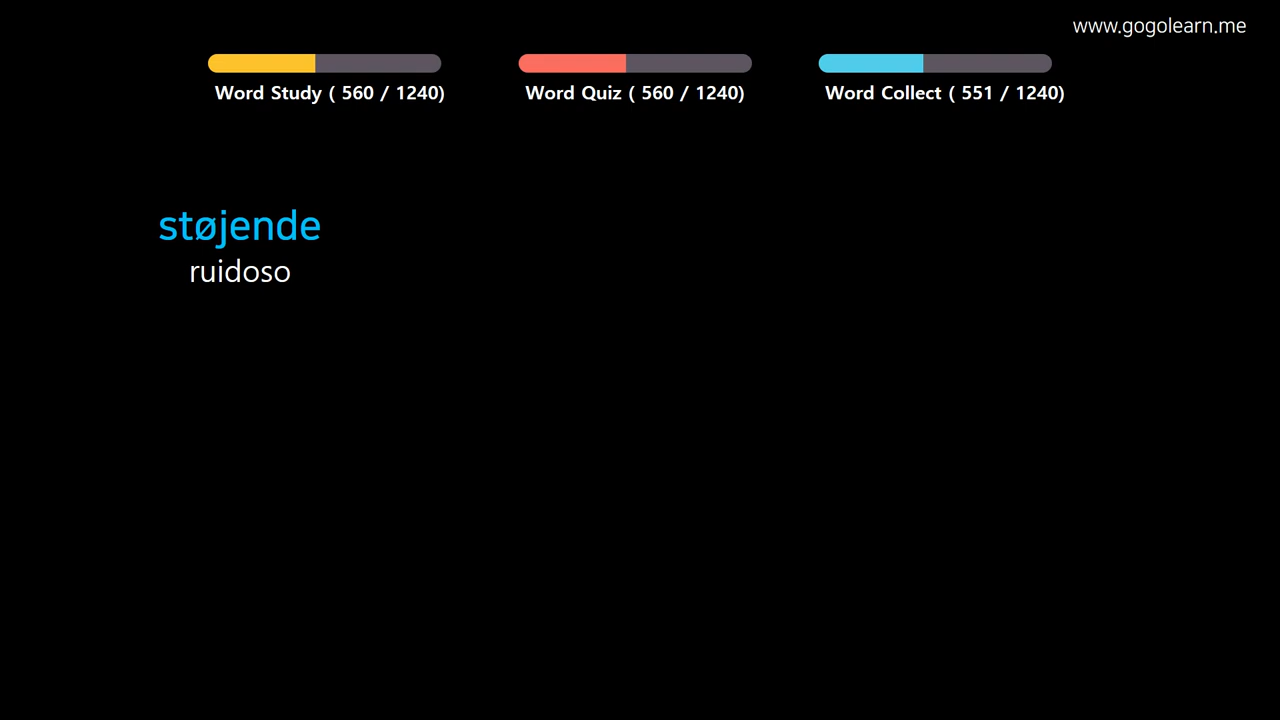 www.gogolearn.me
Word Study ( 560 / 1240)
Word Quiz ( 560 / 1240)
Word Collect ( 551 / 1240)
støjende
ruidoso